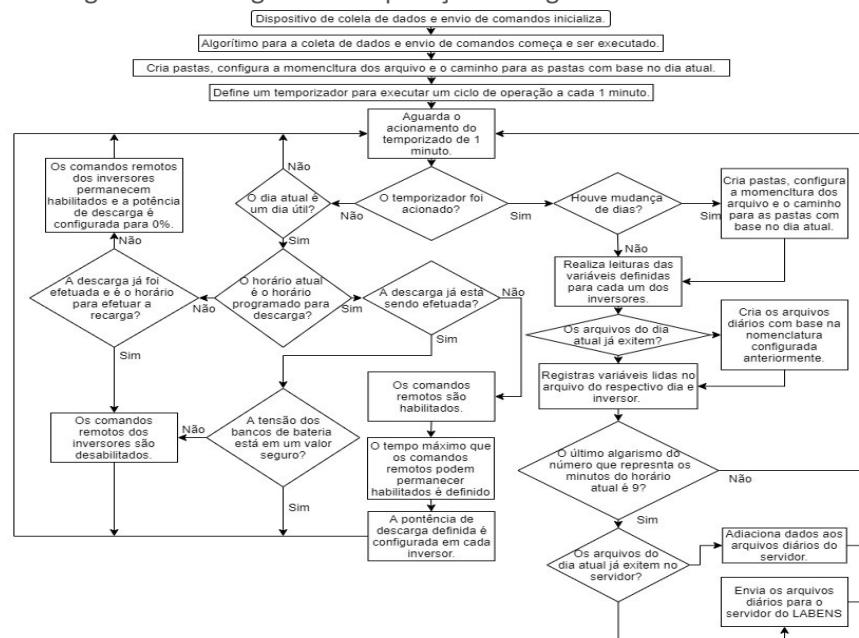 Dispositivo de colela de dados e envio de comandos inicializa.
Algorítimo para a coleta de dados e envio de comandos começa e ser executado.
Cria pastas, configura a momencltura dos arquivo e o caminho para as pastas com base no dia atual.
Define um temporizador para executar um ciclo de operação a cada 1 minuto.
Aguarda o
acionamento do
temporizado de 1
minuto.
O temporizador foi
acionado?
Não
Sim
O dia atual é
um dia útil?
Não
Sim
Os comandos remotos
dos inversores
permanecem
habilitados e a potência
de descarga é
configurada para 0%.
Não
A descarga já foi
efetuada e é o horário
para efetuar a
recarga?
Sim
O horário atual
é o horário
programado para
descarga?
Não
Sim
A descarga já está
sendo efetuada?
Não
Sim
Os comandos
remotos dos
inversores são
desabilitados.
Não
A tensão dos
bancos de bateria
está em um valor
seguro?
Sim
Os comandos
remotos são
habilitados.
O tempo máximo que
os comandos
remotos podem
permanecer
habilitados é definido
A pontência de
descarga definida é
configurada em cada
inversor.
Houve mudança
de dias?
Sim
Não
Cria pastas, configura
a momencltura dos
arquivo e o caminho
para as pastas com
base no dia atual.
Realiza leituras das
variáveis definidas
para cada um dos
inversores.
Os arquivos do dia
atual já exitem?
Cria os arquivos
diários com base na
nomenclatura
configurada
anteriormente.
Registras variáveis lidas no
arquivo do respectivo dia e
inversor.
O último algarismo do
número que represnta os
minutos do horário
atual é 9?
Não
Sim
Os arquivos do
dia atual já exitem no
servidor?
Adiaciona dados aos
arquivos diários do
servidor.
Envia os arquivos
diários para o
servidor do LABENS